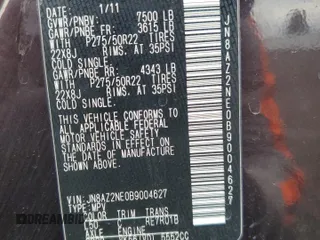 1/11
GVWR/PNBV: 7500 LB
GAWR/PNBE FR: 3615 LB
WITH P275/50R22 TIRES
22X8J RIMS. AT 35PSI
COLD SINGLE.
GAWR/PNBE RR: 4343 LB
WITH P275/50R22 TIRES
22X8J RIMS. AT 35PSI
COLD SINGLE.
THIS VEHICLE CONFORMS TO ALL
APPLICABLE U.S. FEDERAL MOTOR
VEHICLE SAFETY STANDARDS
IN EFFECT ON THE DATE OF
MANUFACTURE SHOWN ABOVE.
VIN: JN8AZ2NE0B9004627
TYPE: MPV
COLOR TRIM TRANS
ENGINE 5552CC
JN8AZ2NE0B9004627